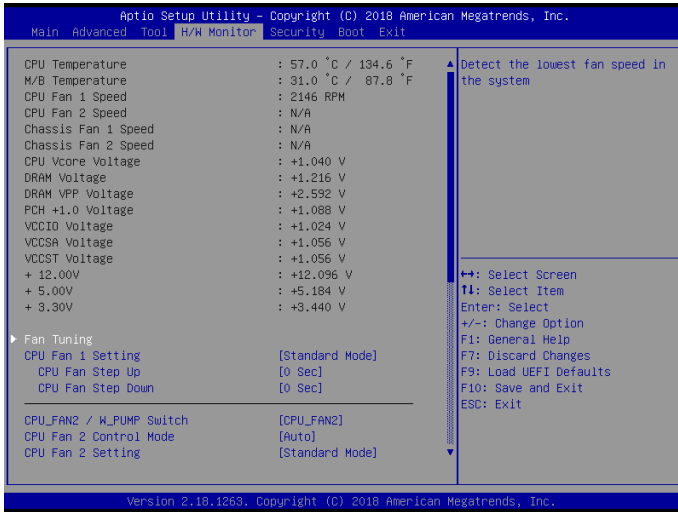 Aptio Setup Utility – Copyright (C) 2018 American Megatrends, Inc.
Main Advanced Tool H/W Monitor Security Boot Exit
CPU Temperature : 57.0 °C / 134.6 °F
M/B Temperature : 31.0 °C / 87.8 °F
CPU Fan 1 Speed : 2146 RPM
CPU Fan 2 Speed : N/A
Chassis Fan 1 Speed : N/A
Chassis Fan 2 Speed : N/A
CPU Vcore Voltage : +1.040 V
DRAM Voltage : +1.216 V
DRAM VPP Voltage : +2.592 V
PCH +1.0 Voltage : +1.088 V
VCCIO Voltage : +1.024 V
VCCSA Voltage : +1.056 V
VCCST Voltage : +1.056 V
+ 12.00V : +12.096 V
+ 5.00V : +5.184 V
+ 3.30V : +3.440 V
Fan Tuning
CPU Fan 1 Setting [Standard Mode]
CPU Fan Step Up [0 Sec]
CPU Fan Step Down [0 Sec]
CPU_FAN2 / W_PUMP Switch [CPU_FAN2]
CPU Fan 2 Control Mode [Auto]
CPU Fan 2 Setting [Standard Mode]
Detect the lowest fan speed in
the system
↔: Select Screen
↑↓: Select Item
Enter: Select
+/-: Change Option
F1: General Help
F7: Discard Changes
F9: Load UEFI Defaults
F10: Save and Exit
ESC: Exit
Version 2.18.1263. Copyright (C) 2018 American Megatrends, Inc.